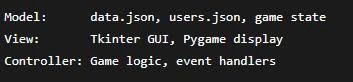 Model: data.json, users.json, game state
View: Tkinter GUI, Pygame display
Controller: Game logic, event handlers